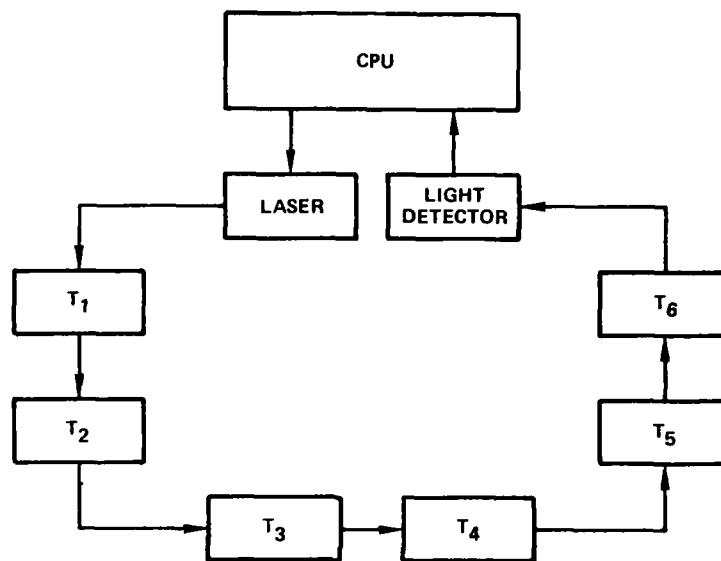 CPU
LASER
LIGHT
DETECTOR
T1
T2
T3
T4
T5
T6